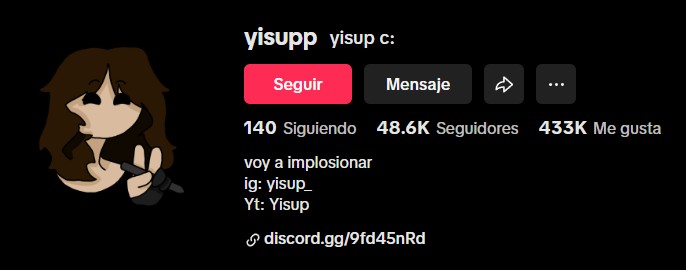 yisupp yisup c:
Seguir Mensaje
140 Siguiendo 48.6K Seguidores 433K Me gusta
voy a implosionar
ig: yisup_
Yt: Yisup
discord.gg/9fd45nRd